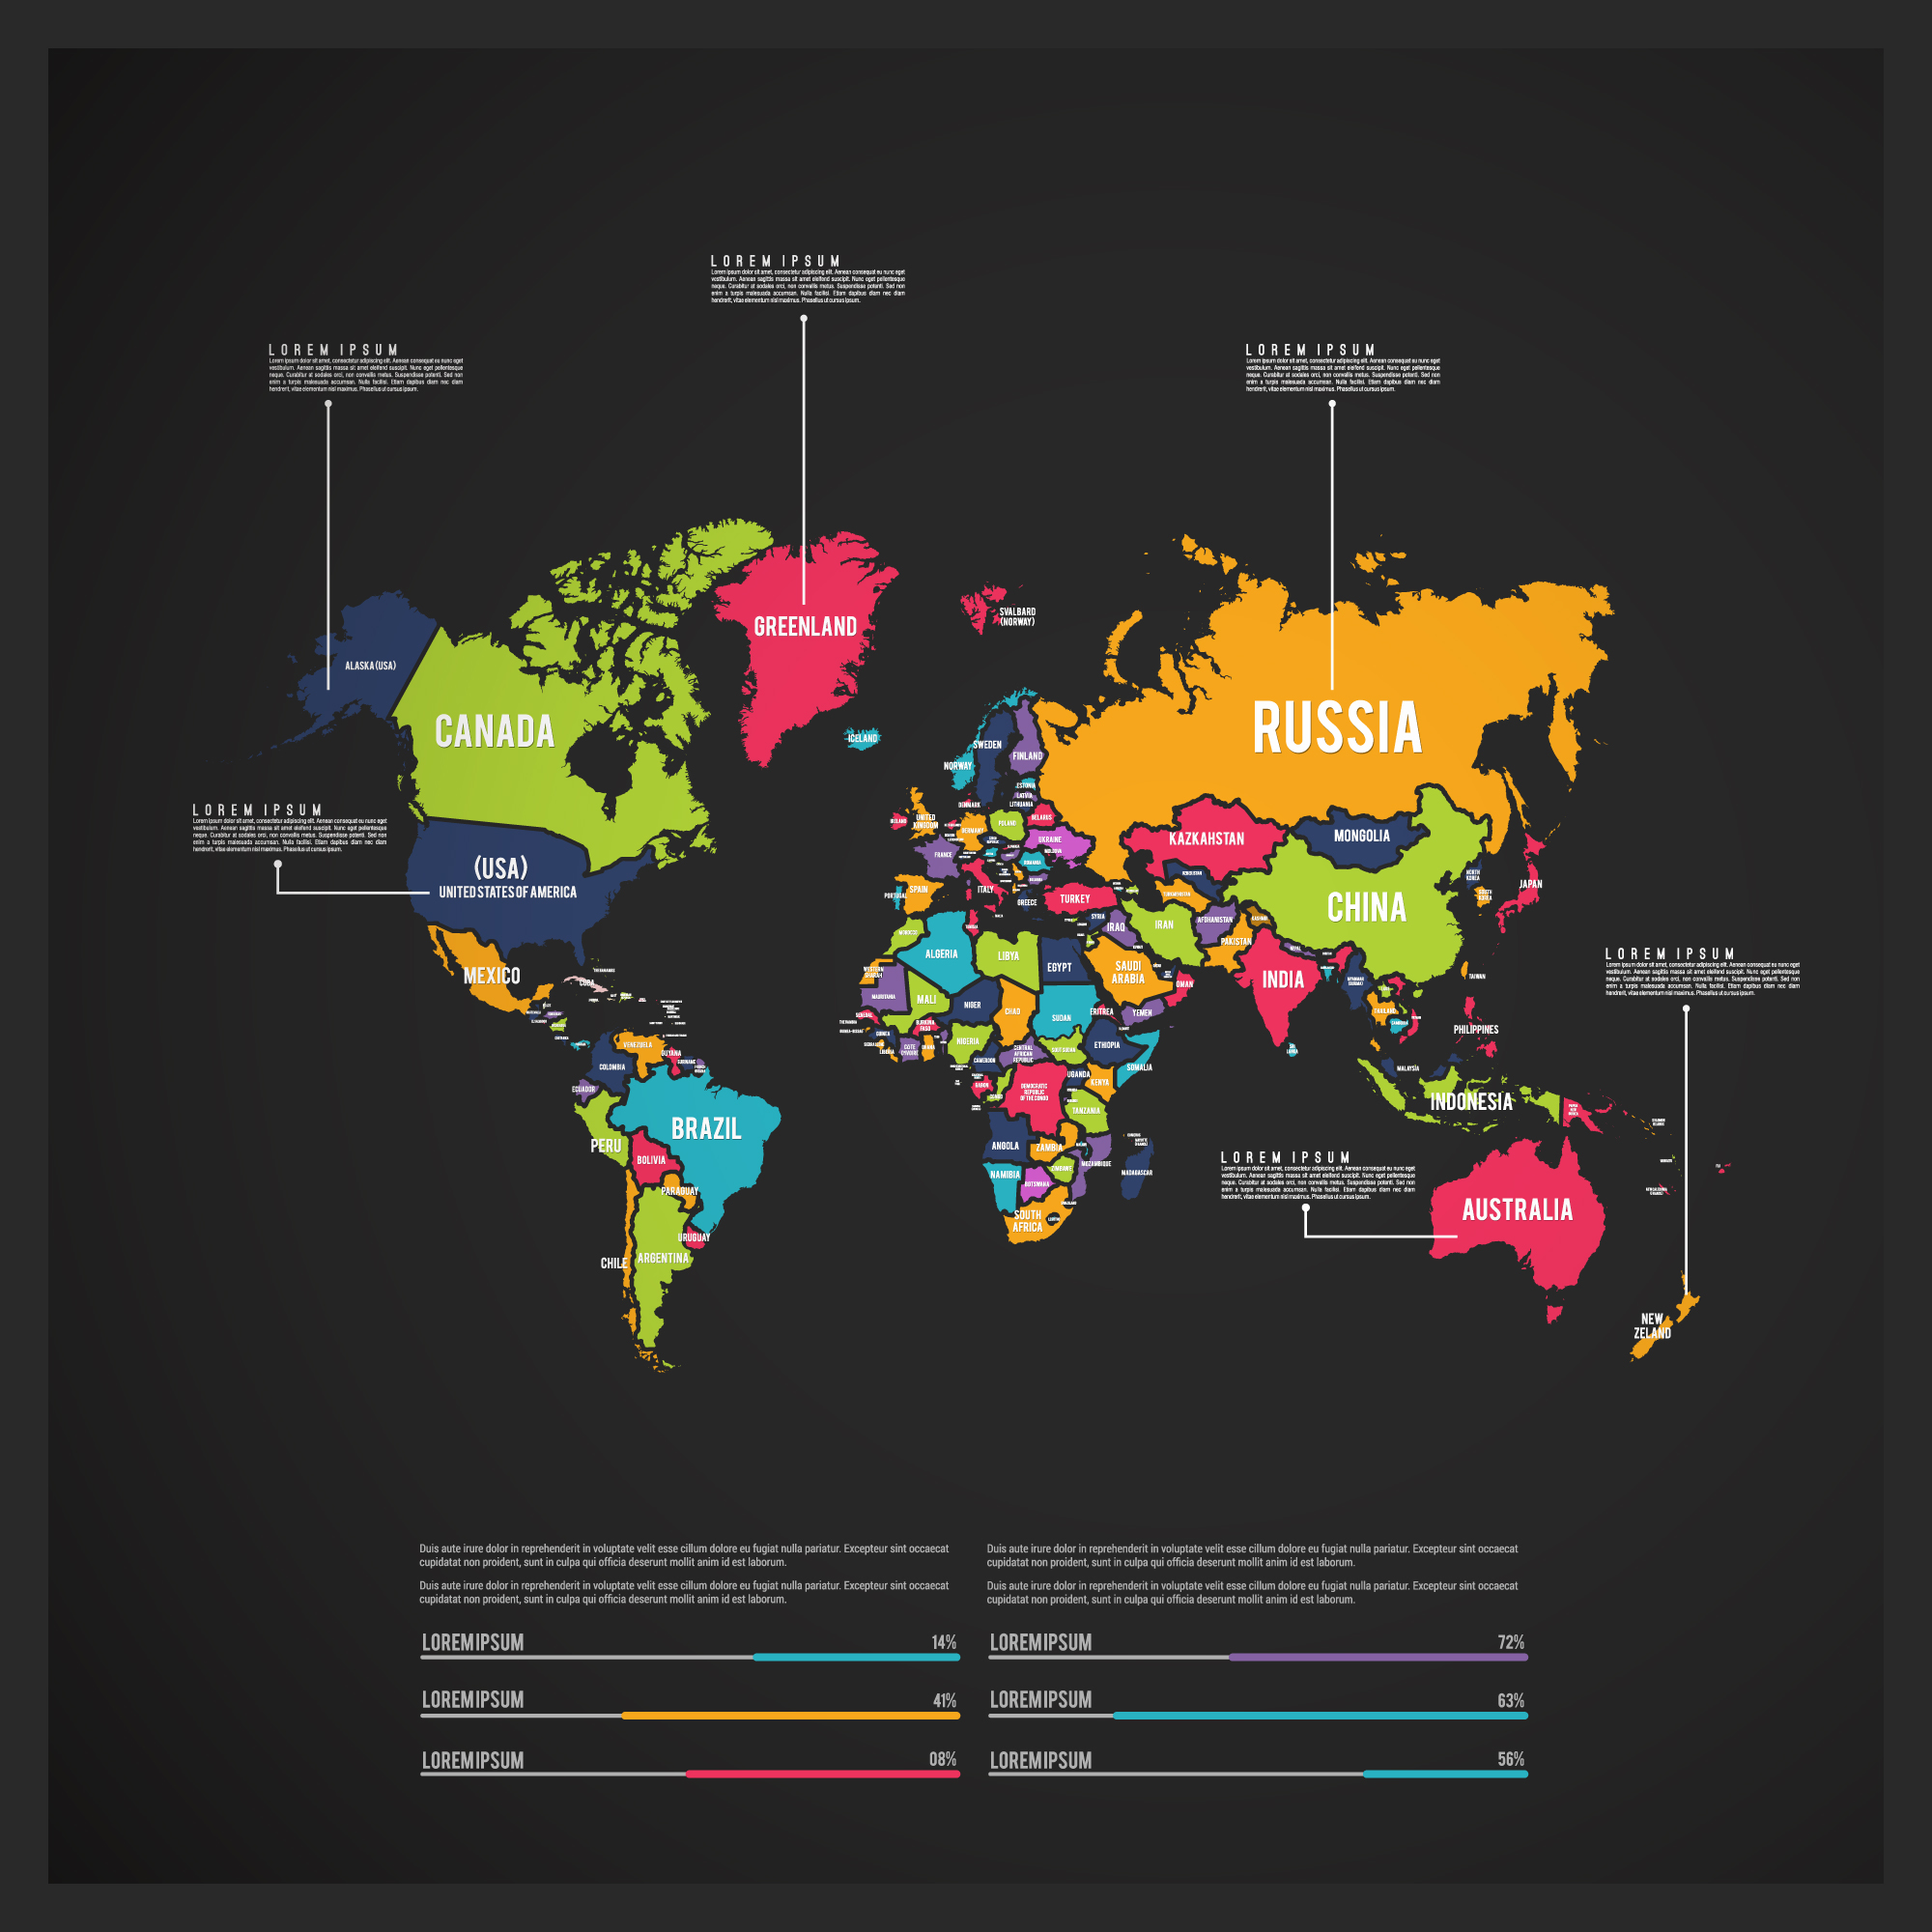 LOREM IPSUM
Lorem ipsum dolor sit amet, consectetur adipiscing elit. Aenean consequat eu nunc eget
vestibulum. Aenean sagittis massa sit amet eleifend suscipit. Nunc eget pellentesque
neque. Curabitur at sodales orci, non convallis metus. Suspendisse potenti. Sed non
enim a turpis malesuada accumsan. Nulla facilisi. Etiam dapibus diam nec diam
hendrerit, vitae elementum nisl maximus. Phasellus ut cursus ipsum.
LOREM IPSUM
Lorem ipsum dolor sit amet, consectetur adipiscing elit. Aenean consequat eu nunc eget
vestibulum. Aenean sagittis massa sit amet eleifend suscipit. Nunc eget pellentesque
neque. Curabitur at sodales orci, non convallis metus. Suspendisse potenti. Sed non
enim a turpis malesuada accumsan. Nulla facilisi. Etiam dapibus diam nec diam
hendrerit, vitae elementum nisl maximus. Phasellus ut cursus ipsum.
LOREM IPSUM
Lorem ipsum dolor sit amet, consectetur adipiscing elit. Aenean consequat eu nunc eget
vestibulum. Aenean sagittis massa sit amet eleifend suscipit. Nunc eget pellentesque
neque. Curabitur at sodales orci, non convallis metus. Suspendisse potenti. Sed non
enim a turpis malesuada accumsan. Nulla facilisi. Etiam dapibus diam nec diam
hendrerit, vitae elementum nisl maximus. Phasellus ut cursus ipsum.
GREENLAND
SVALBARD
(NORWAY)
ALASKA (USA)
CANADA
RUSSIA
ICELAND
SWEDEN
NORWAY
FINLAND
ESTONIA
LATVIA
LITHUANIA
DENMARK
LOREM IPSUM
Lorem ipsum dolor sit amet, consectetur adipiscing elit. Aenean consequat eu nunc eget
vestibulum. Aenean sagittis massa sit amet eleifend suscipit. Nunc eget pellentesque
neque. Curabitur at sodales orci, non convallis metus. Suspendisse potenti. Sed non
enim a turpis malesuada accumsan. Nulla facilisi. Etiam dapibus diam nec diam
hendrerit, vitae elementum nisl maximus. Phasellus ut cursus ipsum.
IRELAND
UNITED
KINGDOM
GERMANY
POLAND
BELARUS
UKRAINE
MOLDOVA
FRANCE
ROMANIA
KAZKAHSTAN
MONGOLIA
(USA)
UNITED STATES OF AMERICA
PORTUGAL
SPAIN
ITALY
GREECE
TURKEY
NORTH
KOREA
SOUTH
KOREA
JAPAN
CHINA
SYRIA
IRAQ
IRAN
AFGHANISTAN
PAKISTAN
KASHMIR
NEPAL
MOROCCO
ALGERIA
LIBYA
EGYPT
SAUDI
ARABIA
OMAN
YEMEN
INDIA
TAIWAN
MEXICO
CUBA
WESTERN
SAHARAH
MAURITANIA
MALI
NIGER
CHAD
SUDAN
ERITREA
LOREM IPSUM
Lorem ipsum dolor sit amet, consectetur adipiscing elit. Aenean consequat eu nunc eget
vestibulum. Aenean sagittis massa sit amet eleifend suscipit. Nunc eget pellentesque
neque. Curabitur at sodales orci, non convallis metus. Suspendisse potenti. Sed non
enim a turpis malesuada accumsan. Nulla facilisi. Etiam dapibus diam nec diam
hendrerit, vitae elementum nisl maximus. Phasellus ut cursus ipsum.
THAILAND
CAMBODIA
PHILIPPINES
SENEGAL
BURKINA
FASO
GUINEA
LIBERIA
COTE
D'IVOIRE
GHANA
NIGERIA
CAMEROON
CENTRAL
AFRICAN
REPUBLIC
SOUTH SUDAN
ETHIOPIA
SOMALIA
SRI
LANKA
MALAYSIA
INDONESIA
VENEZUELA
GUYANA
SURINAME
COLOMBIA
ECUADOR
GABON
DEMOCRATIC
REPUBLIC
OF THE CONGO
UGANDA
KENYA
TANZANIA
PERU
BRAZIL
BOLIVIA
PARAGUAY
URUGUAY
CHILE
ARGENTINA
ANGOLA
ZAMBIA
NAMIBIA
ZIMBABWE
BOTSWANA
MOZAMBIQUE
MADAGASCAR
SOUTH
AFRICA
LOREM IPSUM
Lorem ipsum dolor sit amet, consectetur adipiscing elit. Aenean consequat eu nunc eget
vestibulum. Aenean sagittis massa sit amet eleifend suscipit. Nunc eget pellentesque
neque. Curabitur at sodales orci, non convallis metus. Suspendisse potenti. Sed non
enim a turpis malesuada accumsan. Nulla facilisi. Etiam dapibus diam nec diam
hendrerit, vitae elementum nisl maximus. Phasellus ut cursus ipsum.
AUSTRALIA
NEW
ZELAND
Duis aute irure dolor in reprehenderit in voluptate velit esse cillum dolore eu fugiat nulla pariatur. Excepteur sint occaecat
cupidatat non proident, sunt in culpa qui officia deserunt mollit anim id est laborum.
Duis aute irure dolor in reprehenderit in voluptate velit esse cillum dolore eu fugiat nulla pariatur. Excepteur sint occaecat
cupidatat non proident, sunt in culpa qui officia deserunt mollit anim id est laborum.
LOREM IPSUM 14%
LOREM IPSUM 41%
LOREM IPSUM 08%
Duis aute irure dolor in reprehenderit in voluptate velit esse cillum dolore eu fugiat nulla pariatur. Excepteur sint occaecat
cupidatat non proident, sunt in culpa qui officia deserunt mollit anim id est laborum.
Duis aute irure dolor in reprehenderit in voluptate velit esse cillum dolore eu fugiat nulla pariatur. Excepteur sint occaecat
cupidatat non proident, sunt in culpa qui officia deserunt mollit anim id est laborum.
LOREM IPSUM 72%
LOREM IPSUM 63%
LOREM IPSUM 56%